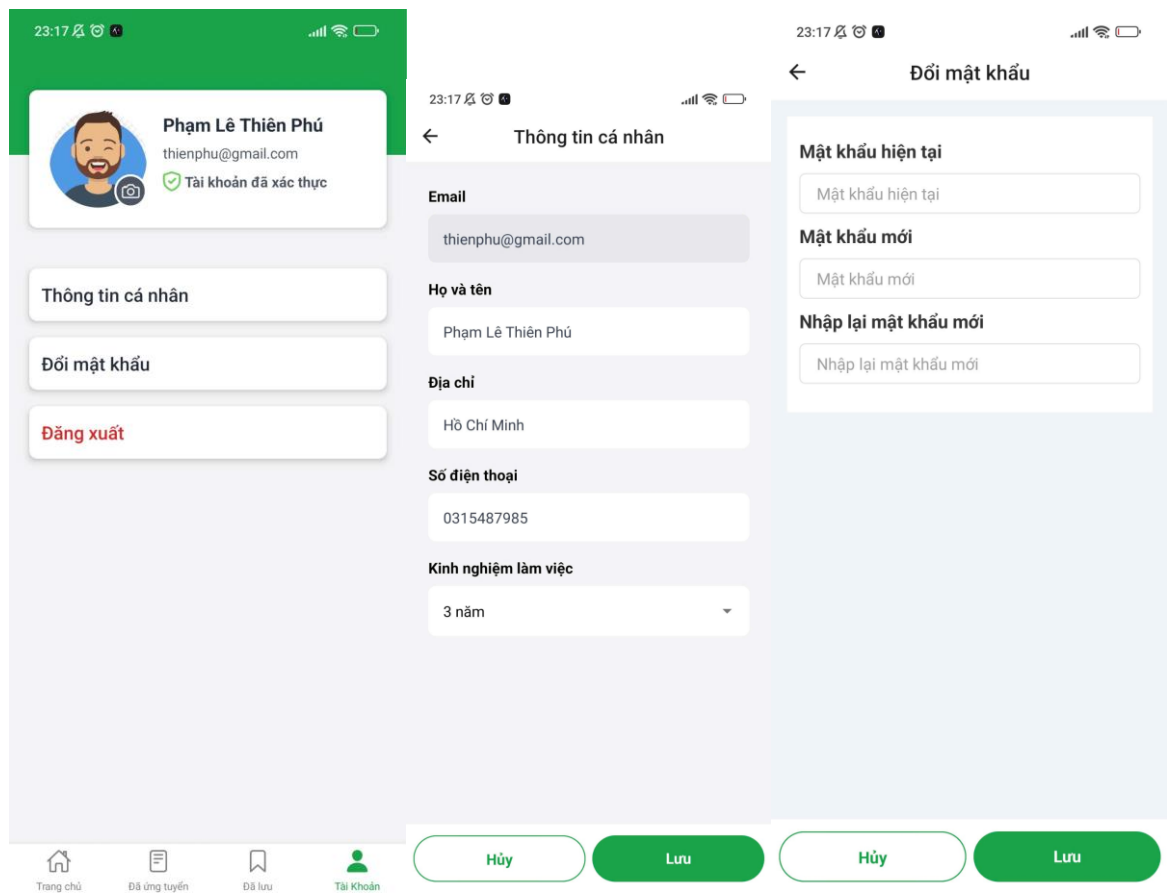 23:17
Phạm Lê Thiên Phú
thienphu@gmail.com
Tài khoản đã xác thực
Thông tin cá nhân
Đổi mật khẩu
Đăng xuất
Trang chủ
Đã ứng tuyển
Đã lưu
Tài Khoản
23:17
Thông tin cá nhân
Email
thienphu@gmail.com
Họ và tên
Phạm Lê Thiên Phú
Địa chỉ
Hồ Chí Minh
Số điện thoại
0315487985
Kinh nghiệm làm việc
3 năm
Hủy
Lưu
23:17
Đổi mật khẩu
Mật khẩu hiện tại
Mật khẩu hiện tại
Mật khẩu mới
Mật khẩu mới
Nhập lại mật khẩu mới
Nhập lại mật khẩu mới
Hủy
Lưu